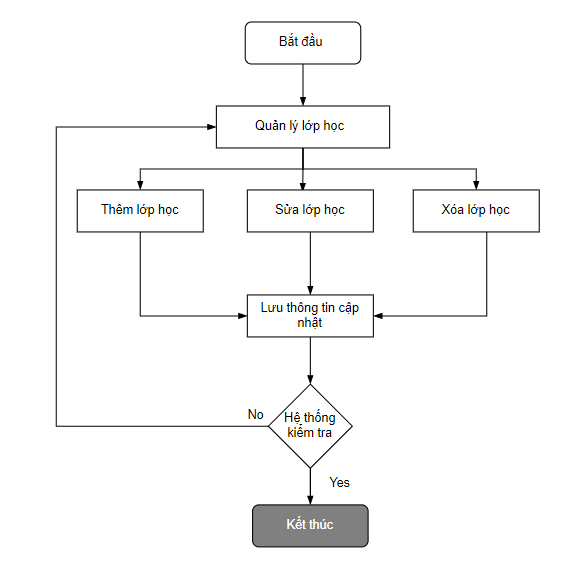 Bắt đầu
Quản lý lớp học
Thêm lớp học
Sửa lớp học
Xóa lớp học
Lưu thông tin cập
nhật
No
Hệ thống
kiểm tra
Yes
Kết thúc